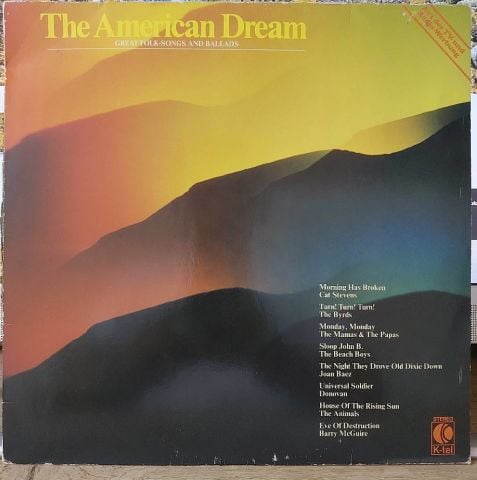 The American Dream
GREAT FOLK-SONGS AND BALLADS
Morning Has Broken
Cat Stevens
Turn! Turn! Turn!
The Byrds
Monday, Monday
The Mamas & The Papas
Sloop John B.
The Beach Boys
The Night They Drove Old Dixie Down
Joan Baez
Universal Soldier
Donovan
House Of The Rising Sun
The Animals
Eve Of Destruction
Barry McGuire
STEREO
K-tel